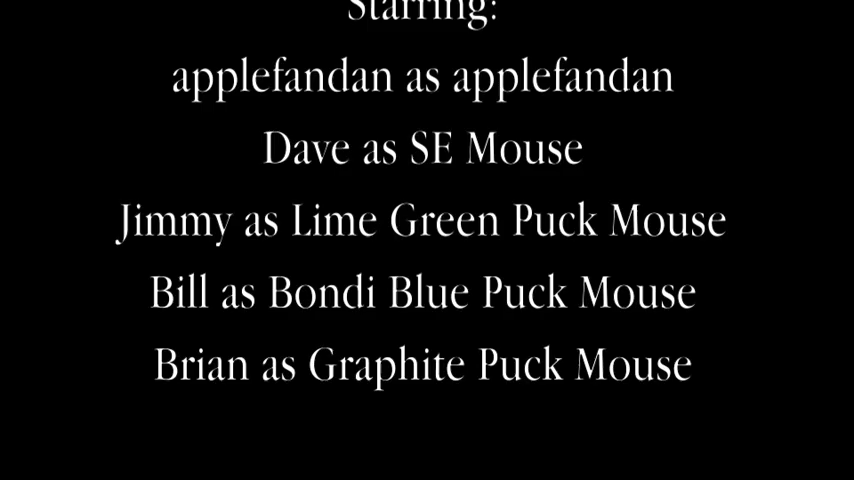 Starring:
applefandan as applefandan
Dave as SE Mouse
Jimmy as Lime Green Puck Mouse
Bill as Bondi Blue Puck Mouse
Brian as Graphite Puck Mouse